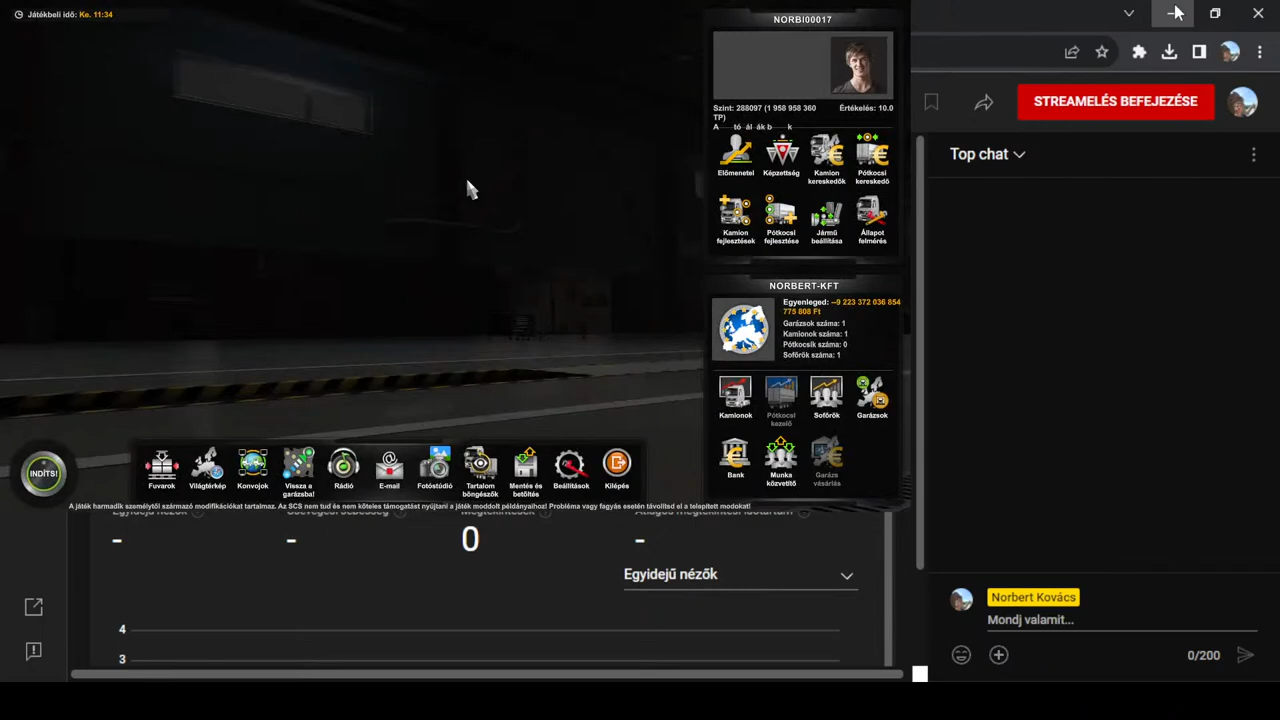 Játékbeli idő: Ke. 11:34
NORBI00017
Szint: 288097 (1 958 958 360
TP)
Értékelés: 10.0
Előmenetel
Képzettség
Kamion
kereskedők
Pótkocsi
kereskedő
Kamion
fejlesztések
Pótkocsi
fejlesztése
Jármű
beállítása
Állapot
felmérés
NORBERT-KFT
Egyenleged: --9 223 372 036 854
775 808 Ft
Garázsok száma: 1
Kamionok száma: 1
Pótkocsik száma: 0
Sofőrök száma: 1
Kamionok
Pótkocsi
kezelő
Sofőrök
Garázsok
Bank
Munka
közvetítő
Garázs
vásárlás
INDÍTS!
Fuvarok
Világtérkép
Konvojok
Vissza a
garázsba!
Rádió
E-mail
Fotóstúdió
Tartalom
böngészők
Mentés és
betöltés
Beállítások
Kilépés
A játék harmadik személytől származó modifikációkat tartalmaz. Az SCS nem tud és nem köteles támogatást nyújtani a játék moddolt példányaihoz! Probléma vagy fagyás esetén távolítsd el a telepített modokat!
-
-
0
-
Egyidejű nézők
4
3
STREAMELÉS BEFEJEZÉSE
Top chat
Norbert Kovács
Mondj valamit...
0/200